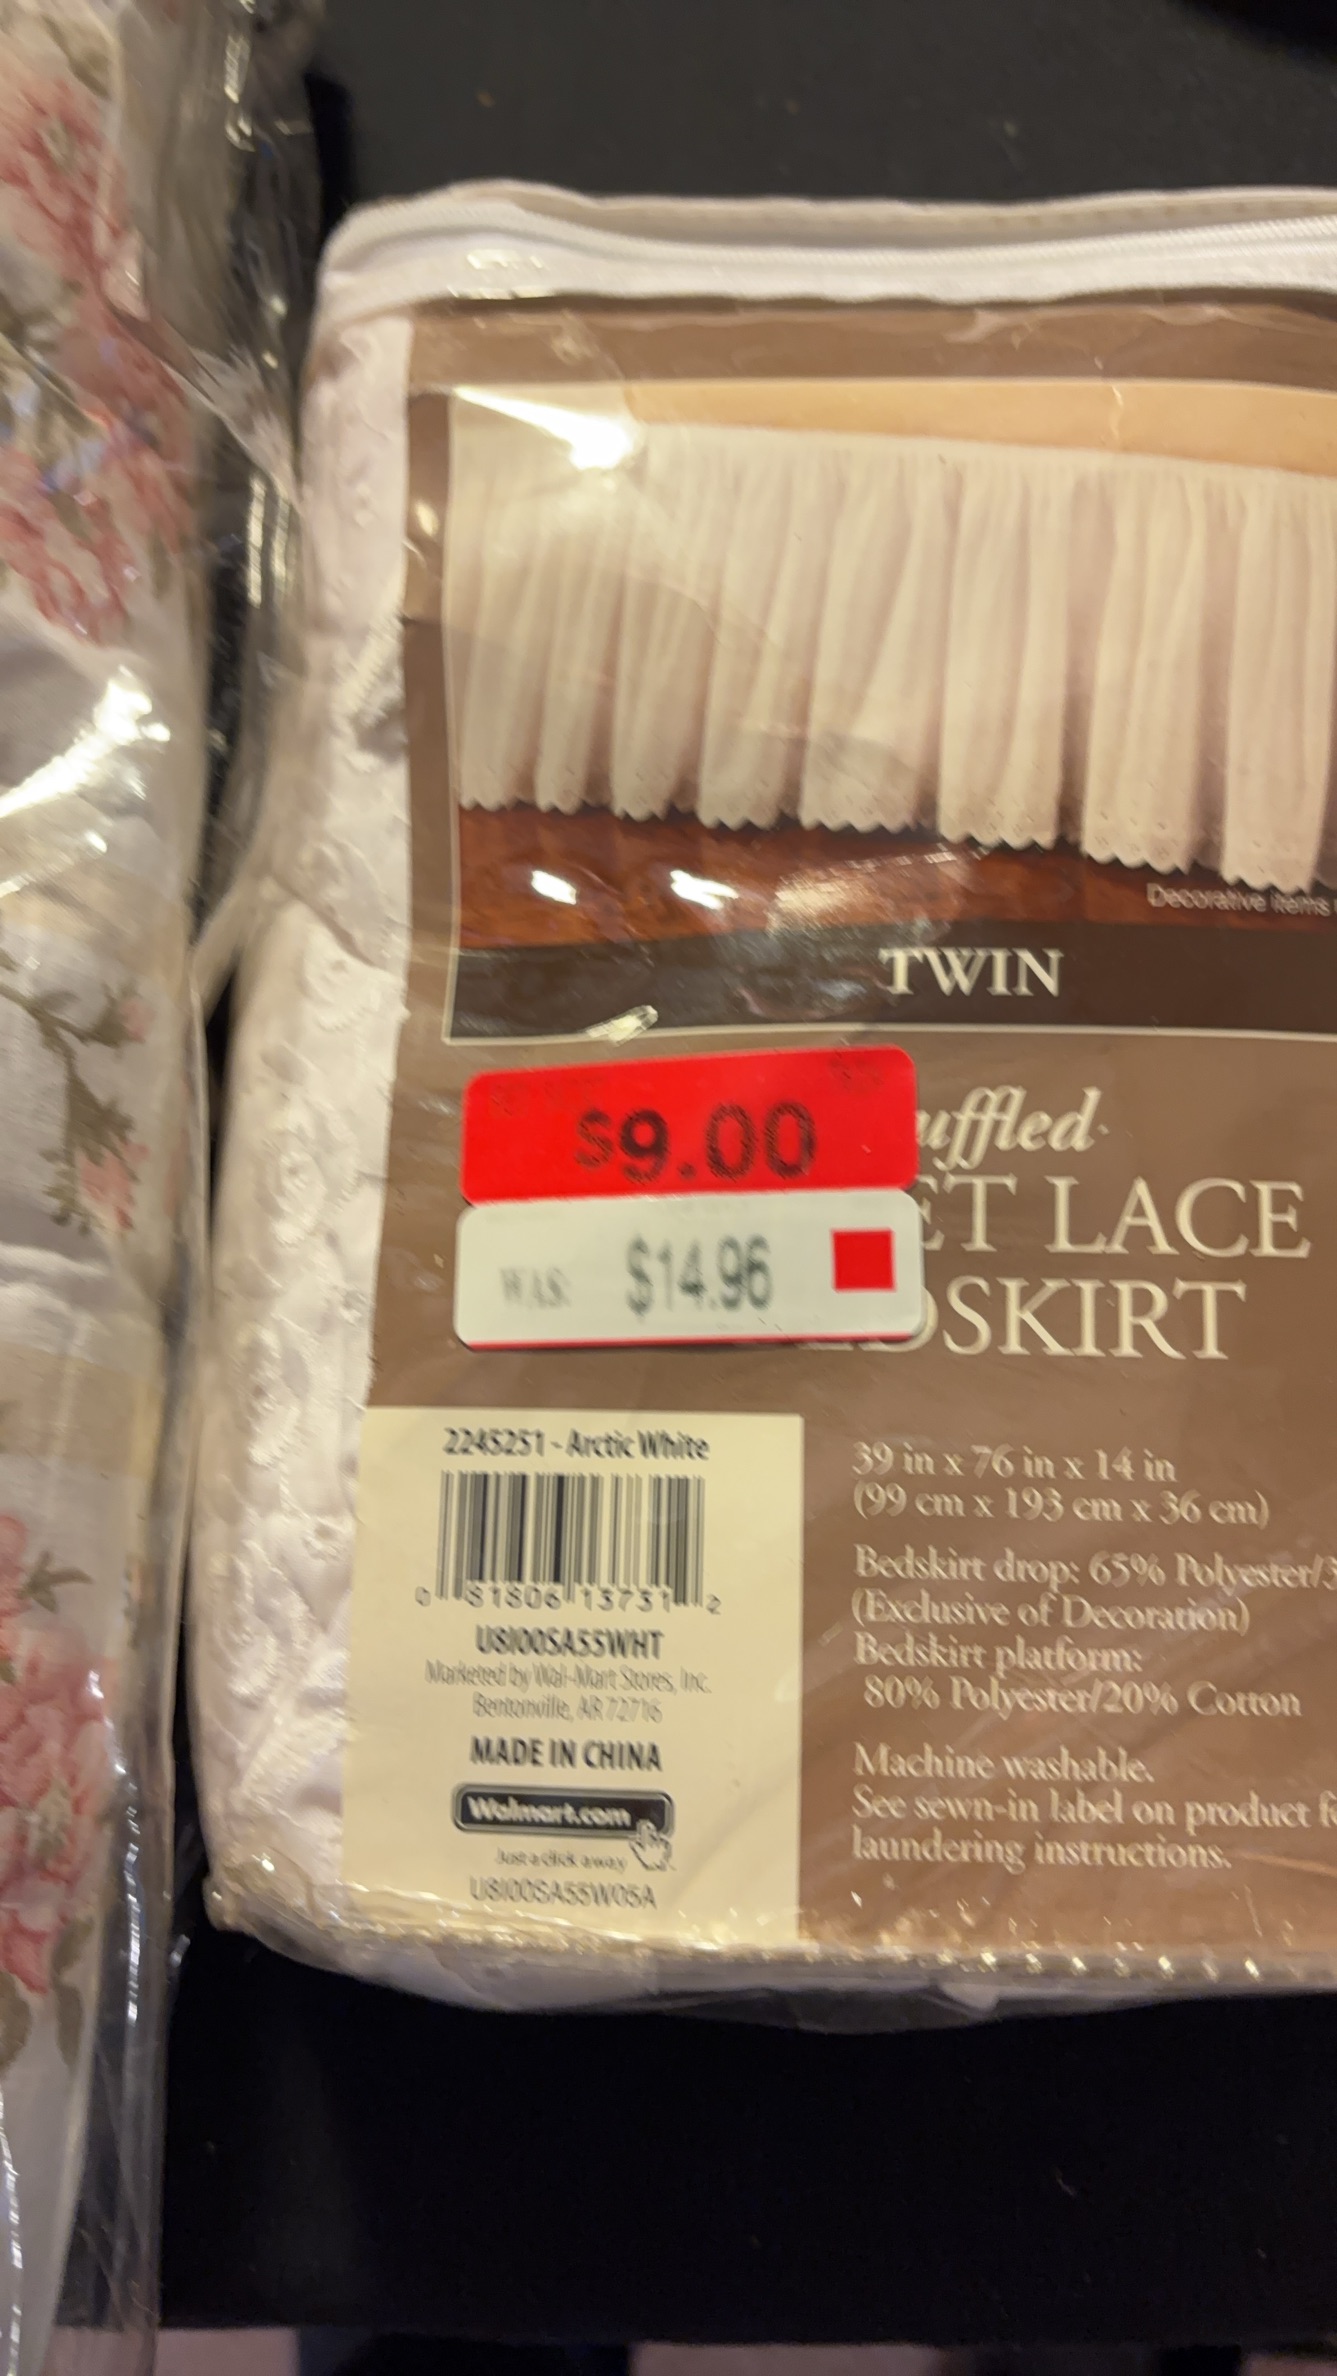 Decorative items
TWIN
$9.00
WAS: $14.96
uffled
ET LACE
DSKIRT
2245251 - Arctic White
0 81806 13731 2
U8I00SA55WHT
Marketed by Wal-Mart Stores, Inc.
Bentonville, AR 72716
MADE IN CHINA
Walmart.com
Just a click away
U8I00SA55W05A
39 in x 76 in x 14 in
(99 cm x 193 cm x 36 cm)
Bedskirt drop: 65% Polyester/3
(Exclusive of Decoration)
Bedskirt platform:
80% Polyester/20% Cotton
Machine washable.
See sewn-in label on product f
laundering instructions.